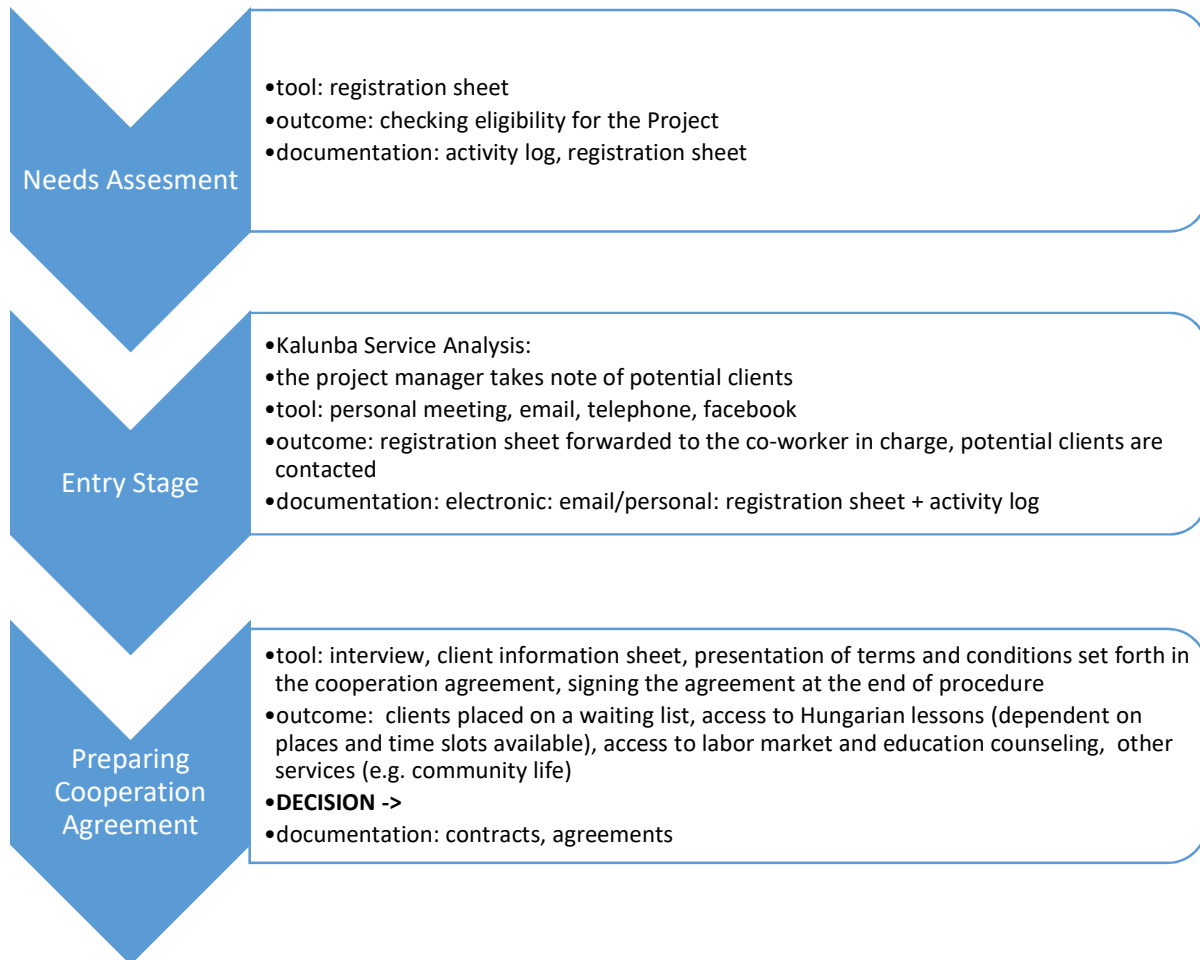 Needs Assesment
•tool: registration sheet
•outcome: checking eligibility for the Project
•documentation: activity log, registration sheet
Entry Stage
•Kalunba Service Analysis:
•the project manager takes note of potential clients
•tool: personal meeting, email, telephone, facebook
•outcome: registration sheet forwarded to the co-worker in charge, potential clients are
contacted
•documentation: electronic: email/personal: registration sheet + activity log
Preparing
Cooperation
Agreement
•tool: interview, client information sheet, presentation of terms and conditions set forth in
the cooperation agreement, signing the agreement at the end of procedure
•outcome:  clients placed on a waiting list, access to Hungarian lessons (dependent on
places and time slots available), access to labor market and education counseling,  other
services (e.g. community life)
•DECISION ->
•documentation: contracts, agreements